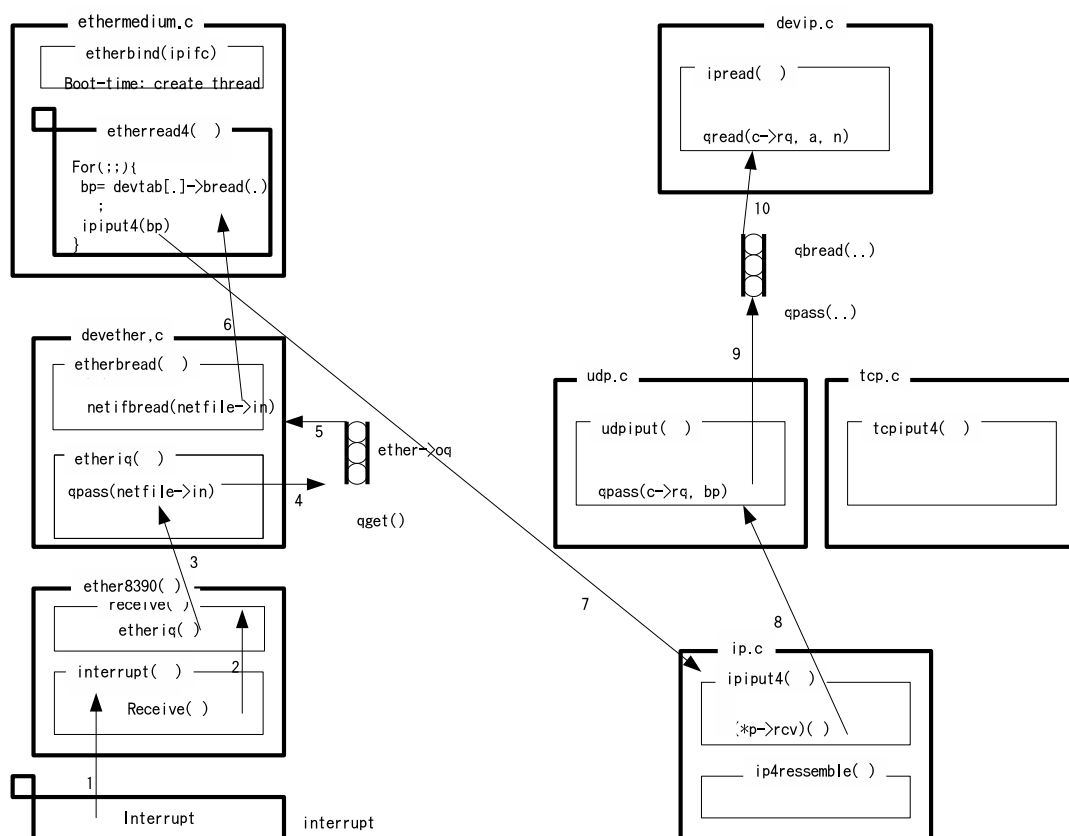 ethermedium.c
etherbind(ipifc)
Boot-time: create thread
etherread4( )
For(;;){
bp= devtab[.]->bread(.)
;
ipiput4(bp)
}
6
devether,c
etherbread( )
netifbread(netfile->in)
5
ether->oq
etheriq( )
qpass(netfile->in)
4
qget()
3
ether8390( )
receive( )
etheriq( )
2
interrupt( )
Receive( )
1
Interrupt
interrupt
devip.c
ipread( )
qread(c->rq, a, n)
10
qbread(..)
qpass(..)
9
udp.c
udpiput( )
qpass(c->rq, bp)
tcp.c
tcpiput4( )
7
8
ip.c
ipiput4( )
(*p->rcv)( )
ip4ressemble( )